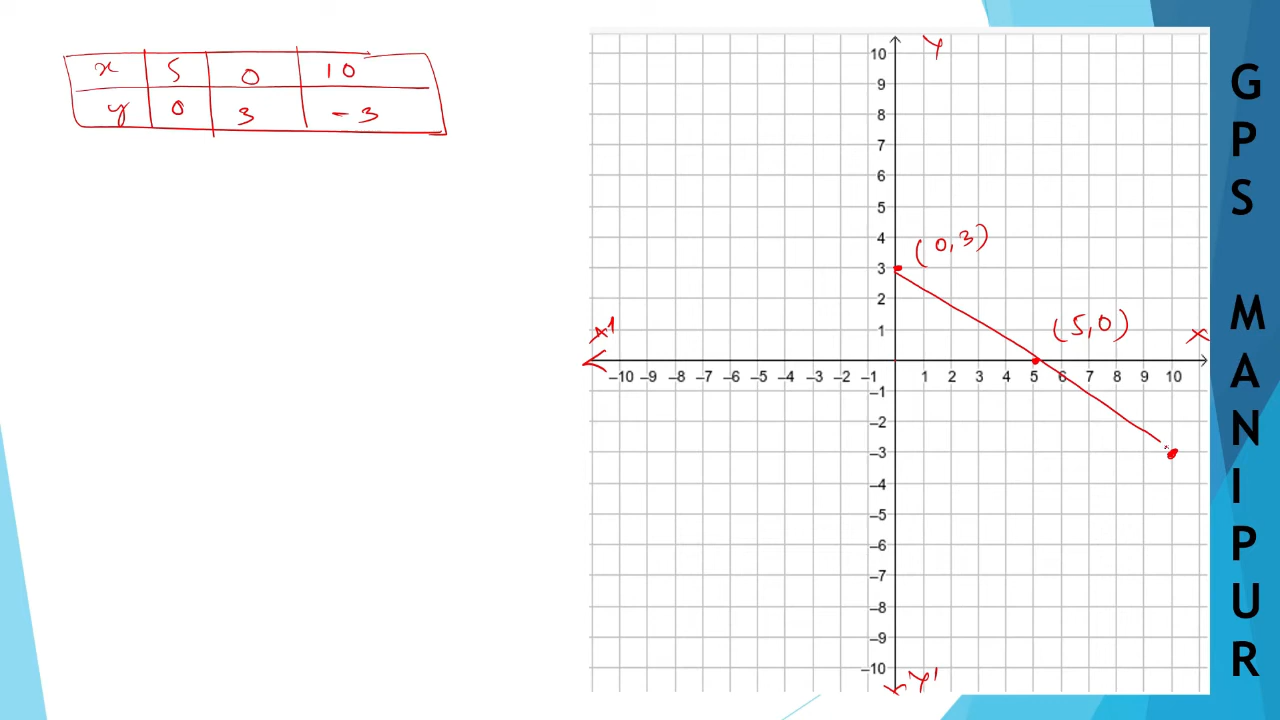 x 5 0 10
y 0 3 -3
Y
10
9
8
7
6
5
4
(0,3)
3
2
1
(5,0)
X1
X
–10 –9 –8 –7 –6 –5 –4 –3 –2 –1 1 2 3 4 5 6 7 8 9 10
–1
–2
–3
–4
–5
–6
–7
–8
–9
–10
Y1
G
P
S
M
A
N
I
P
U
R